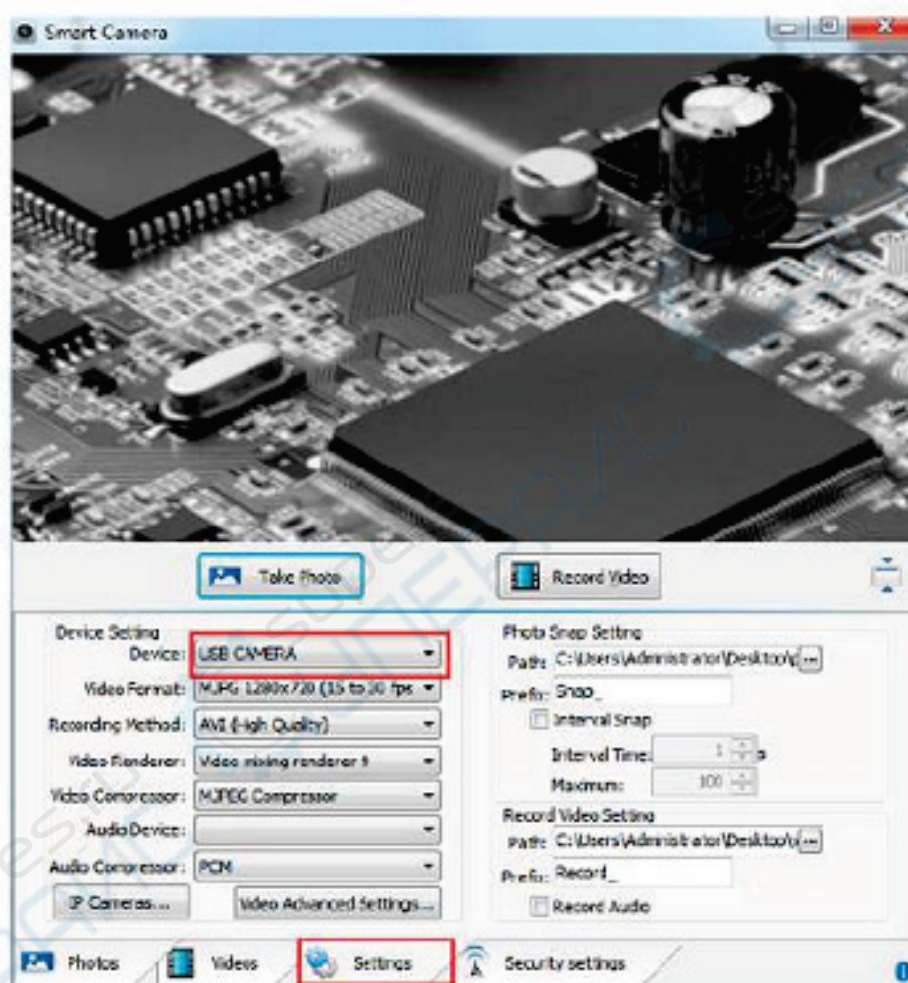 Smart Camera
Take Photo
Record Video
Device Setting
Device: USB CAMERA
Video Format: MJPG 1280x720 (15 to 30 fps
Recording Method: AVI (High Quality)
Video Renderer: Video mixing renderer 9
Video Compressor: MJPEG Compressor
Audio Device:
Audio Compressor: PCM
IP Cameras...
Video Advanced Settings...
Photo Snap Setting
Path: C:\Users\Administrator\Desktop\
Prefix: Snap_
Interval Snap
Interval Time: 1 s
Maximum: 100
Record Video Setting
Path: C:\Users\Administrator\Desktop\
Prefix: Record_
Record Audio
Photos
Videos
Settings
Security settings